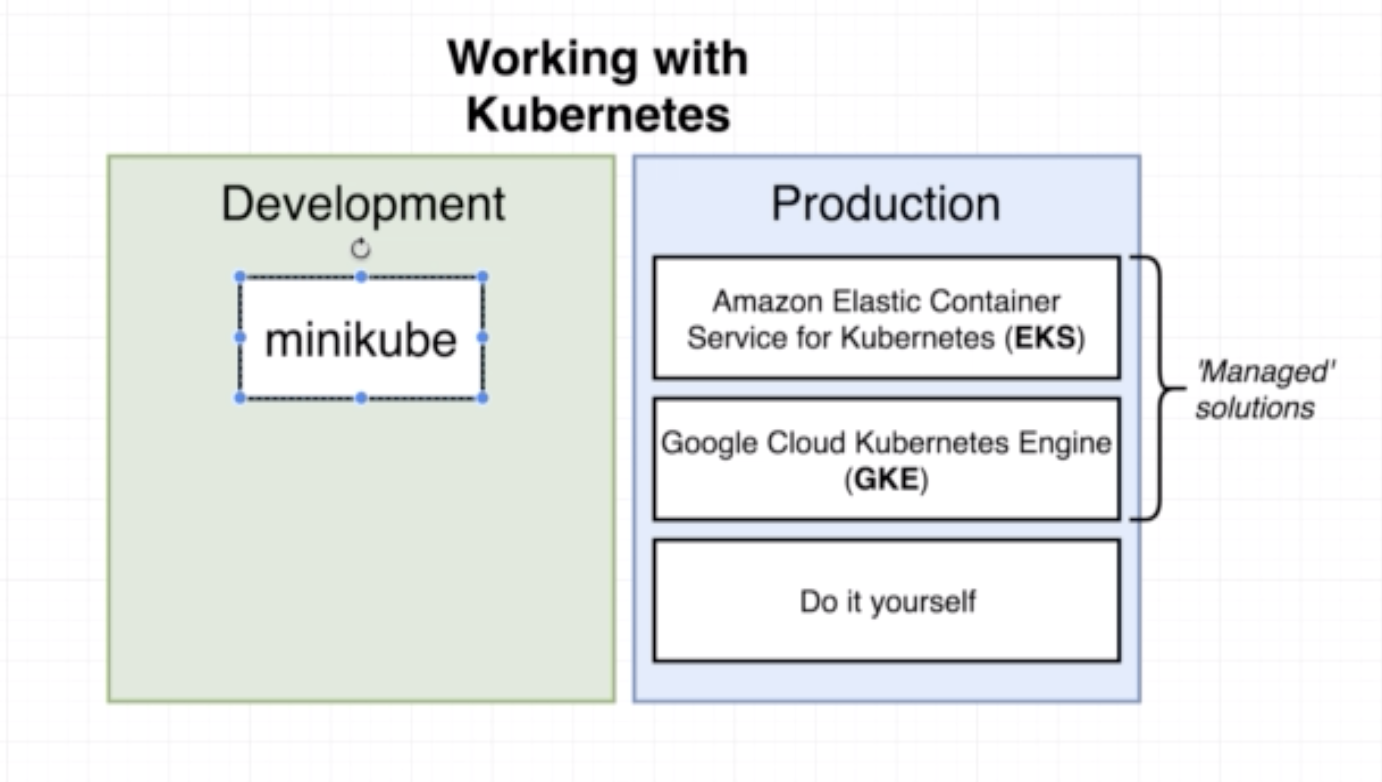 Working with
Kubernetes
Development
minikube
Production
Amazon Elastic Container
Service for Kubernetes (EKS)
Google Cloud Kubernetes Engine
(GKE)
Do it yourself
'Managed'
solutions